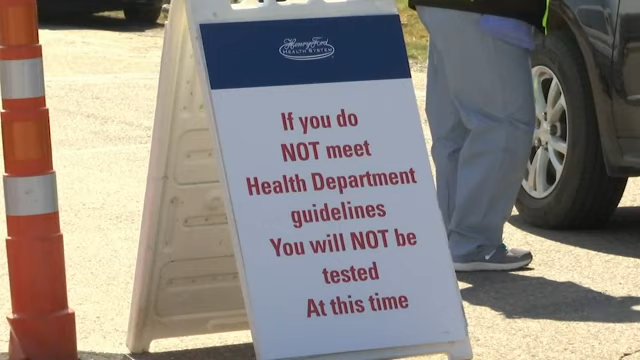 Henry Ford
HEALTH SYSTEM
If you do
NOT meet
Health Department
guidelines
You will NOT be
tested
At this time